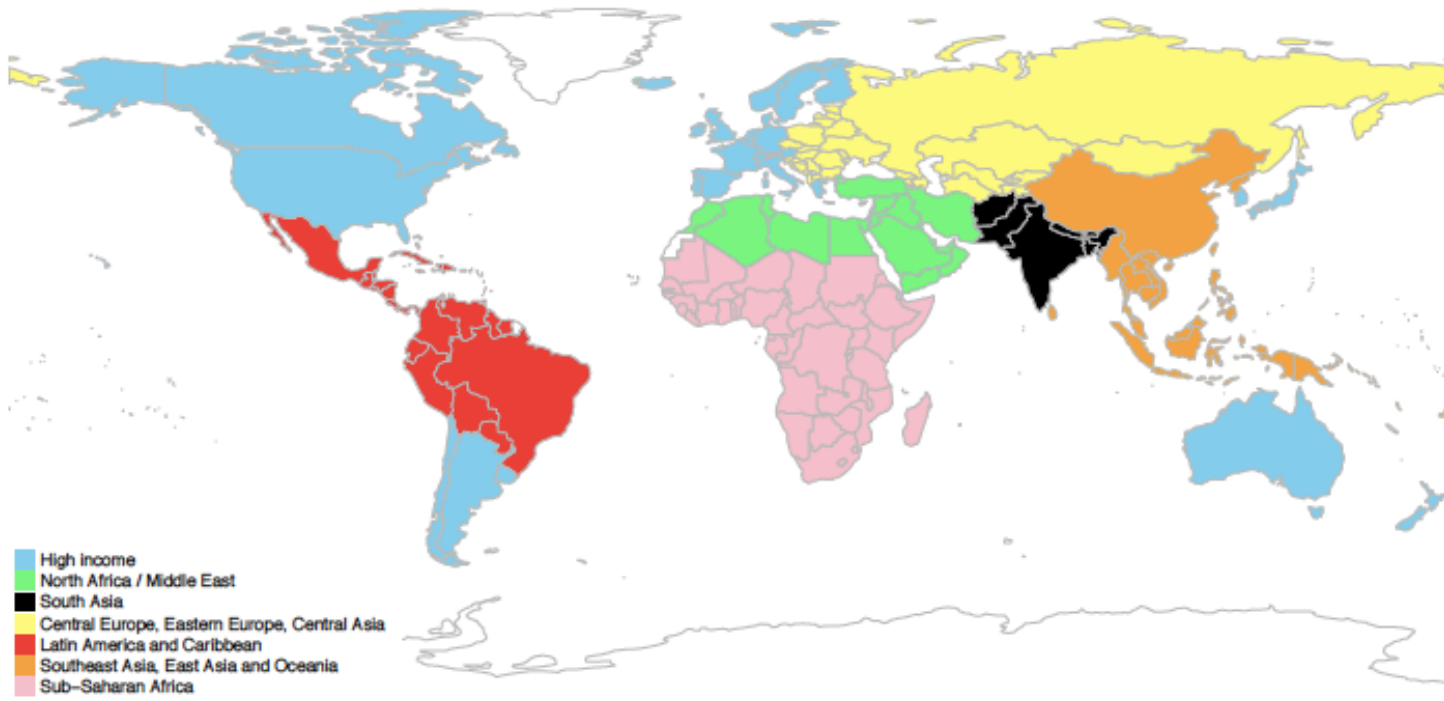 High income
North Africa / Middle East
South Asia
Central Europe, Eastern Europe, Central Asia
Latin America and Caribbean
Southeast Asia, East Asia and Oceania
Sub−Saharan Africa